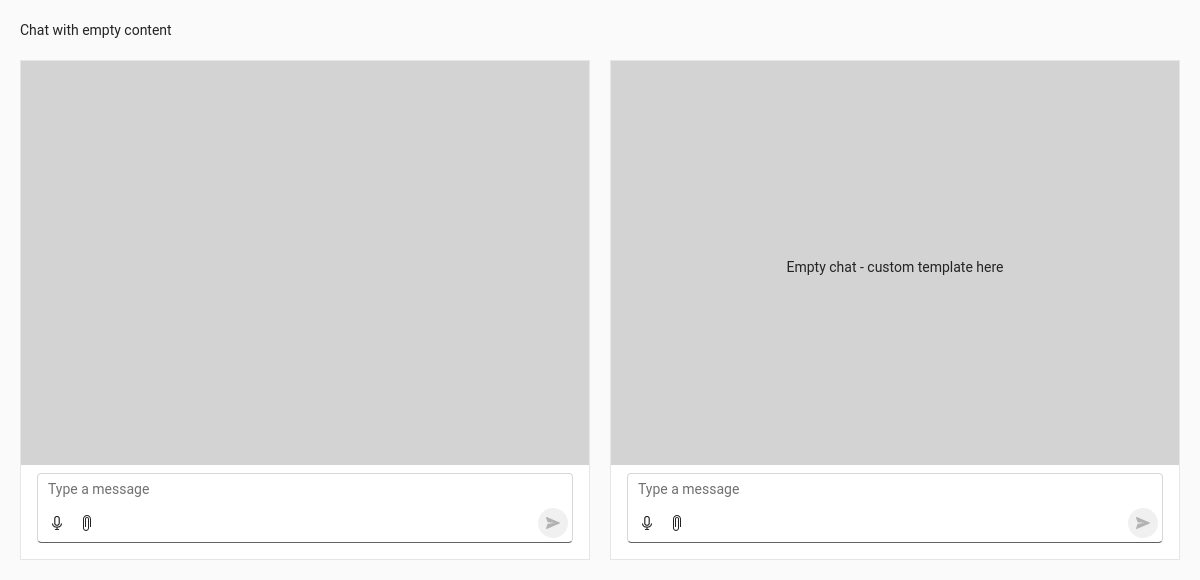 Chat with empty content
Empty chat - custom template here
Type a message
Type a message